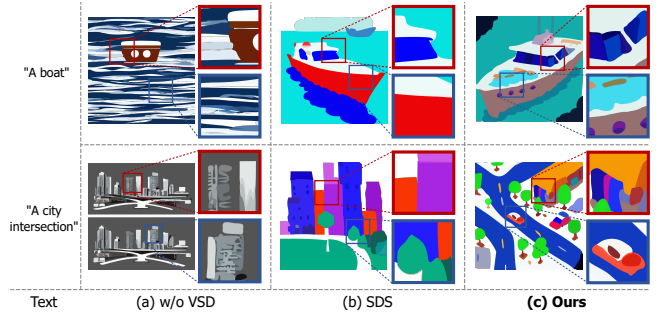 "A boat"
"A city
intersection"
Text
(a) w/o VSD
(b) SDS
(c) Ours